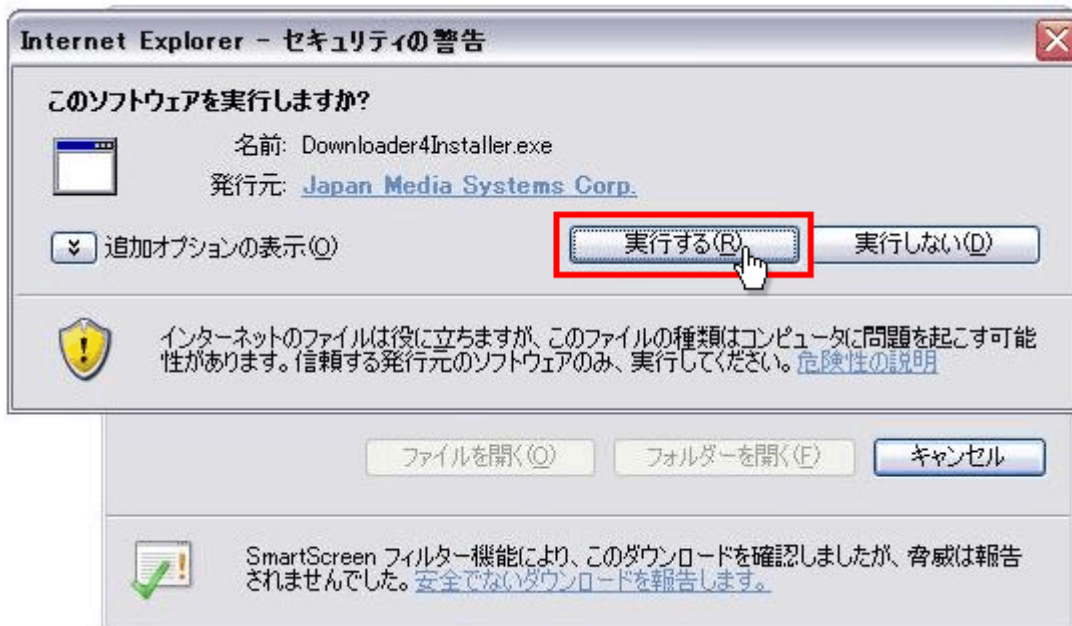 Internet Explorer - セキュリティの警告
このソフトウェアを実行しますか?
名前: Downloader4Installer.exe
発行元: Japan Media Systems Corp.
追加オプションの表示(O)
実行する(R)
実行しない(D)
インターネットのファイルは役に立ちますが、このファイルの種類はコンピュータに問題を起こす可能
性があります。信頼する発行元のソフトウェアのみ、実行してください。危険性の説明
ファイルを開く(O)
フォルダーを開く(F)
キャンセル
SmartScreen フィルター機能により、このダウンロードを確認しましたが、脅威は報告
されませんでした。安全でないダウンロードを報告します。